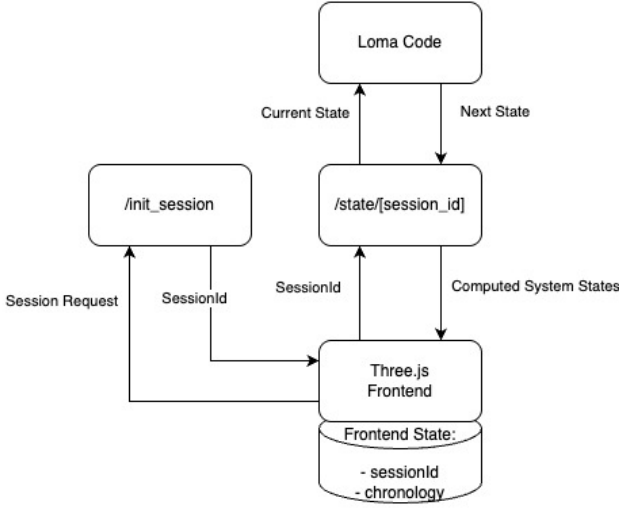 Loma Code
Current State
Next State
/init_session
/state/[session_id]
Session Request
SessionId
SessionId
Computed System States
Three.js
Frontend
Frontend State:
- sessionId
- chronology